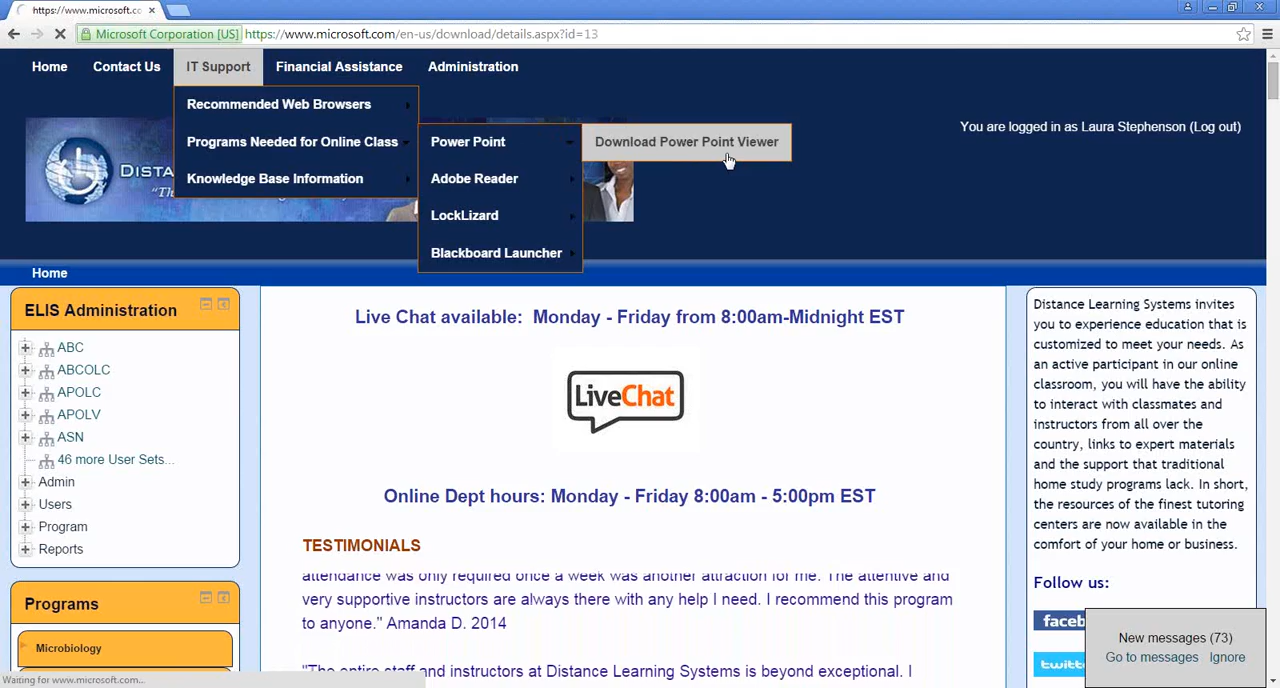 https://www.microsoft.cc
Microsoft Corporation [US]
https://www.microsoft.com/en-us/download/details.aspx?id=13
Home
Contact Us
IT Support
Financial Assistance
Administration
Recommended Web Browsers
Programs Needed for Online Class
Knowledge Base Information
Power Point
Adobe Reader
LockLizard
Blackboard Launcher
Download Power Point Viewer
You are logged in as Laura Stephenson (Log out)
Home
ELIS Administration
ABC
ABCOLC
APOLC
APOLV
ASN
46 more User Sets...
Admin
Users
Program
Reports
Programs
Microbiology
Live Chat available: Monday - Friday from 8:00am-Midnight EST
LiveChat
Online Dept hours: Monday - Friday 8:00am - 5:00pm EST
TESTIMONIALS
attendance was only required once a week was another attraction for me. The attentive and
very supportive instructors are always there with any help I need. I recommend this program
to anyone." Amanda D. 2014
"The entire staff and instructors at Distance Learning Systems is beyond exceptional. I
Distance Learning Systems invites
you to experience education that is
customized to meet your needs. As
an active participant in our online
classroom, you will have the ability
to interact with classmates and
instructors from all over the
country, links to expert materials
and the support that traditional
home study programs lack. In short,
the resources of the finest tutoring
centers are now available in the
comfort of your home or business.
Follow us:
New messages (73)
Go to messages Ignore
Waiting for www.microsoft.com...